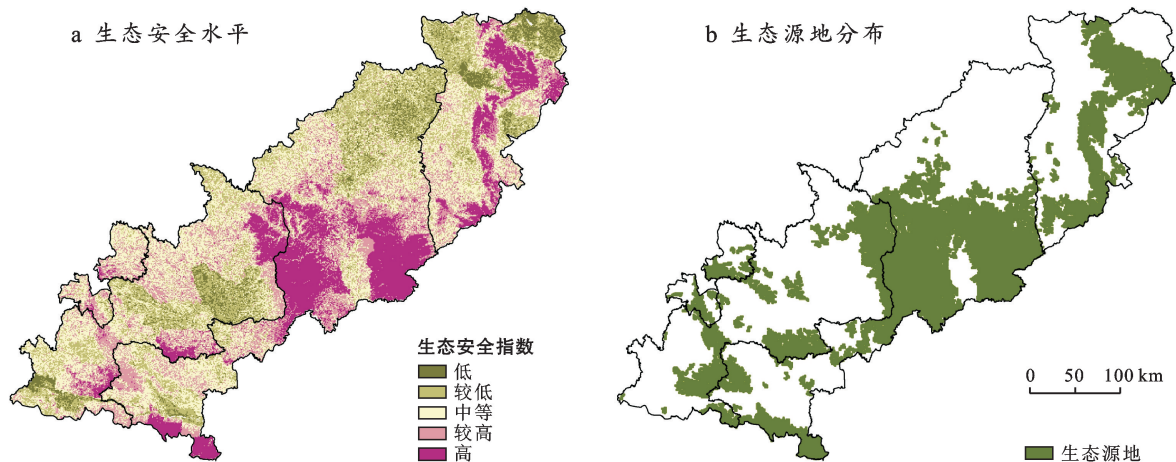 a 生态安全水平
生态安全指数
低
较低
中等
较高
高
b 生态源地分布
0 50 100 km
生态源地